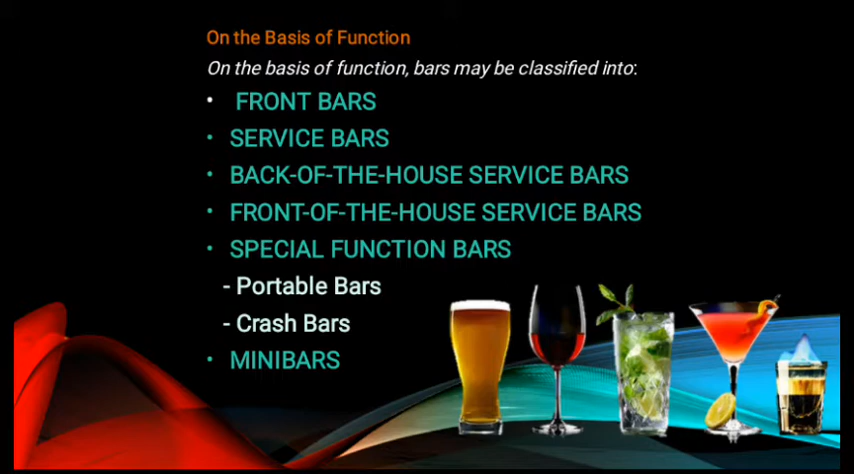 On the Basis of Function
On the basis of function, bars may be classified into:
• FRONT BARS
• SERVICE BARS
• BACK-OF-THE-HOUSE SERVICE BARS
• FRONT-OF-THE-HOUSE SERVICE BARS
• SPECIAL FUNCTION BARS
- Portable Bars
- Crash Bars
• MINIBARS